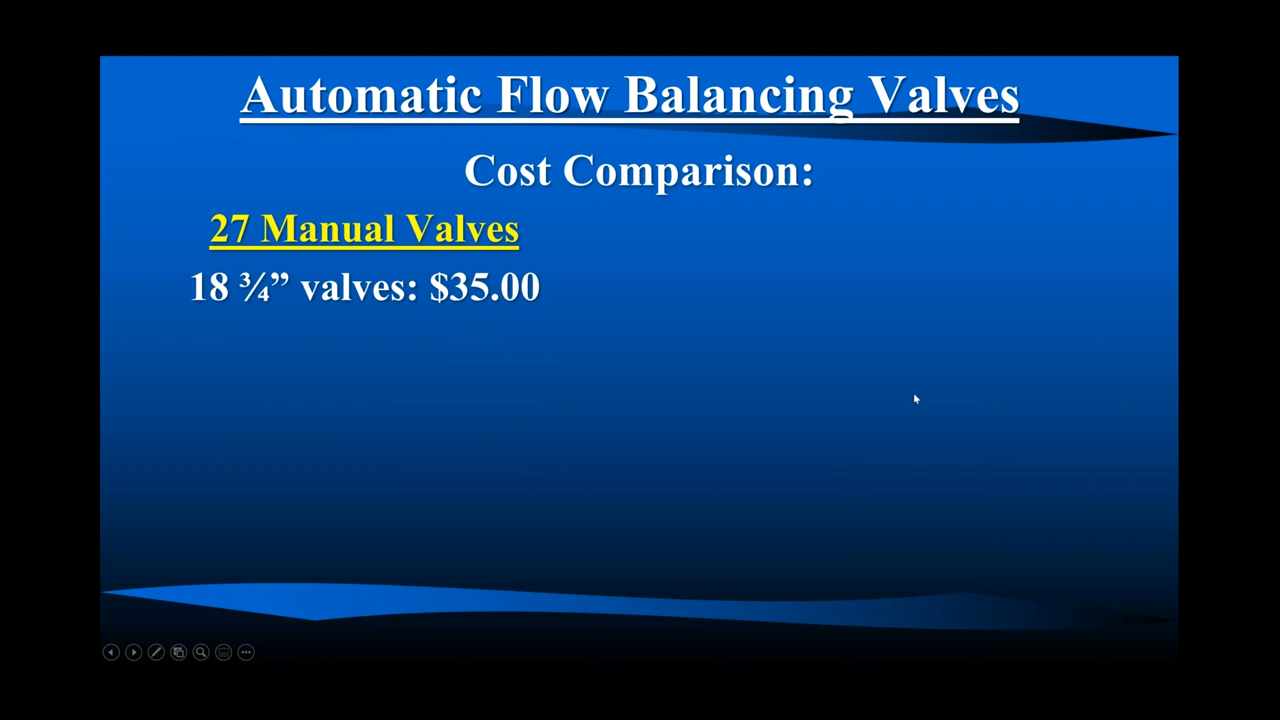 Automatic Flow Balancing Valves
Cost Comparison:
27 Manual Valves
18 ¾” valves: $35.00